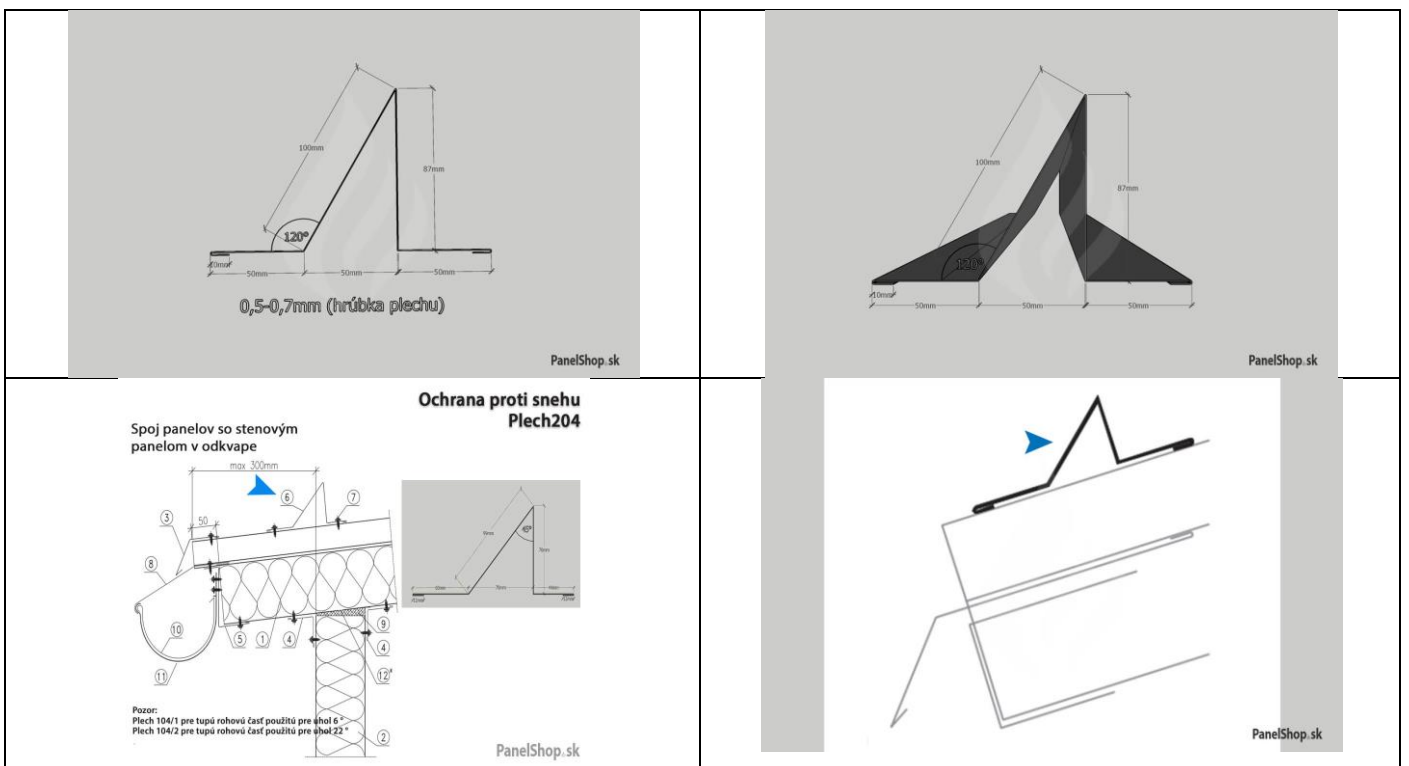 100mm
87mm
120°
10mm
50mm
50mm
50mm
0,5-0,7mm (hrúbka plechu)
PanelShop.sk
100mm
87mm
120°
10mm
50mm
50mm
50mm
PanelShop.sk
Ochrana proti snehu
Plech204
Spoj panelov so stenovým
panelom v odkvape
max 300mm
6
7
3
50
8
10
5
1
4
9
4
11
12*
2
Pozor:
Plech 104/1 pre tupú rohovú časť použitú pre uhol 6 °
Plech 104/2 pre tupú rohovú časť použitú pre uhol 22 °
PanelShop.sk
PanelShop.sk